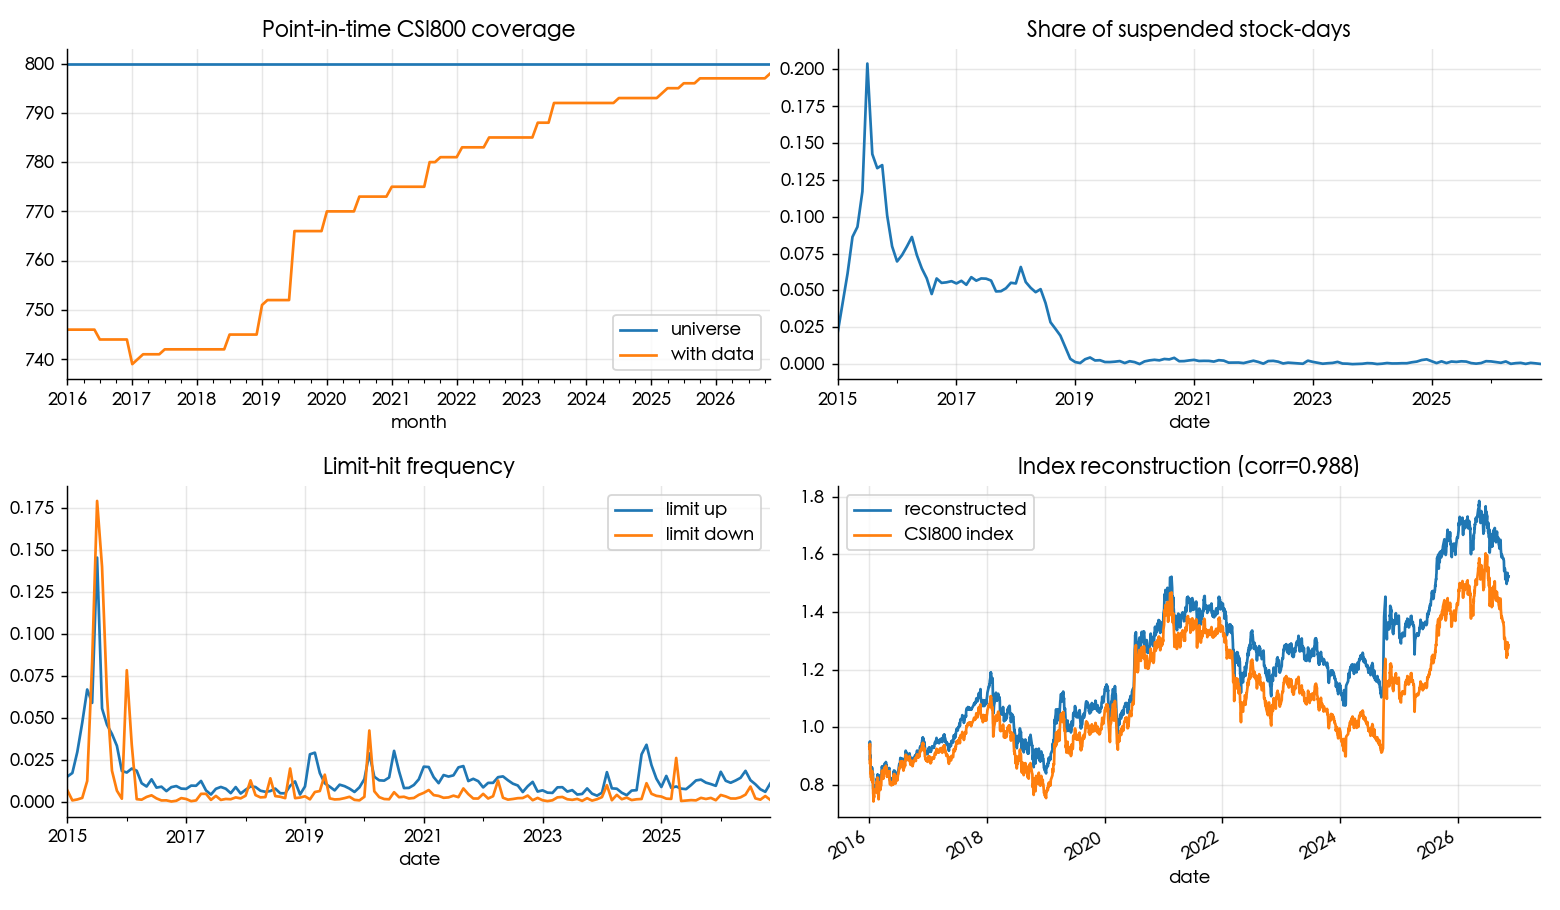 Point-in-time CSI800 coverage
800
790
780
770
760
750
740
universe
with data
2016 2017 2018 2019 2020 2021 2022 2023 2024 2025 2026
month
Share of suspended stock-days
0.200
0.175
0.150
0.125
0.100
0.075
0.050
0.025
0.000
2015 2017 2019 2021 2023 2025
date
Limit-hit frequency
0.175
0.150
0.125
0.100
0.075
0.050
0.025
0.000
limit up
limit down
2015 2017 2019 2021 2023 2025
date
Index reconstruction (corr=0.988)
1.8
1.6
1.4
1.2
1.0
0.8
reconstructed
CSI800 index
2016 2018 2020 2022 2024 2026
date